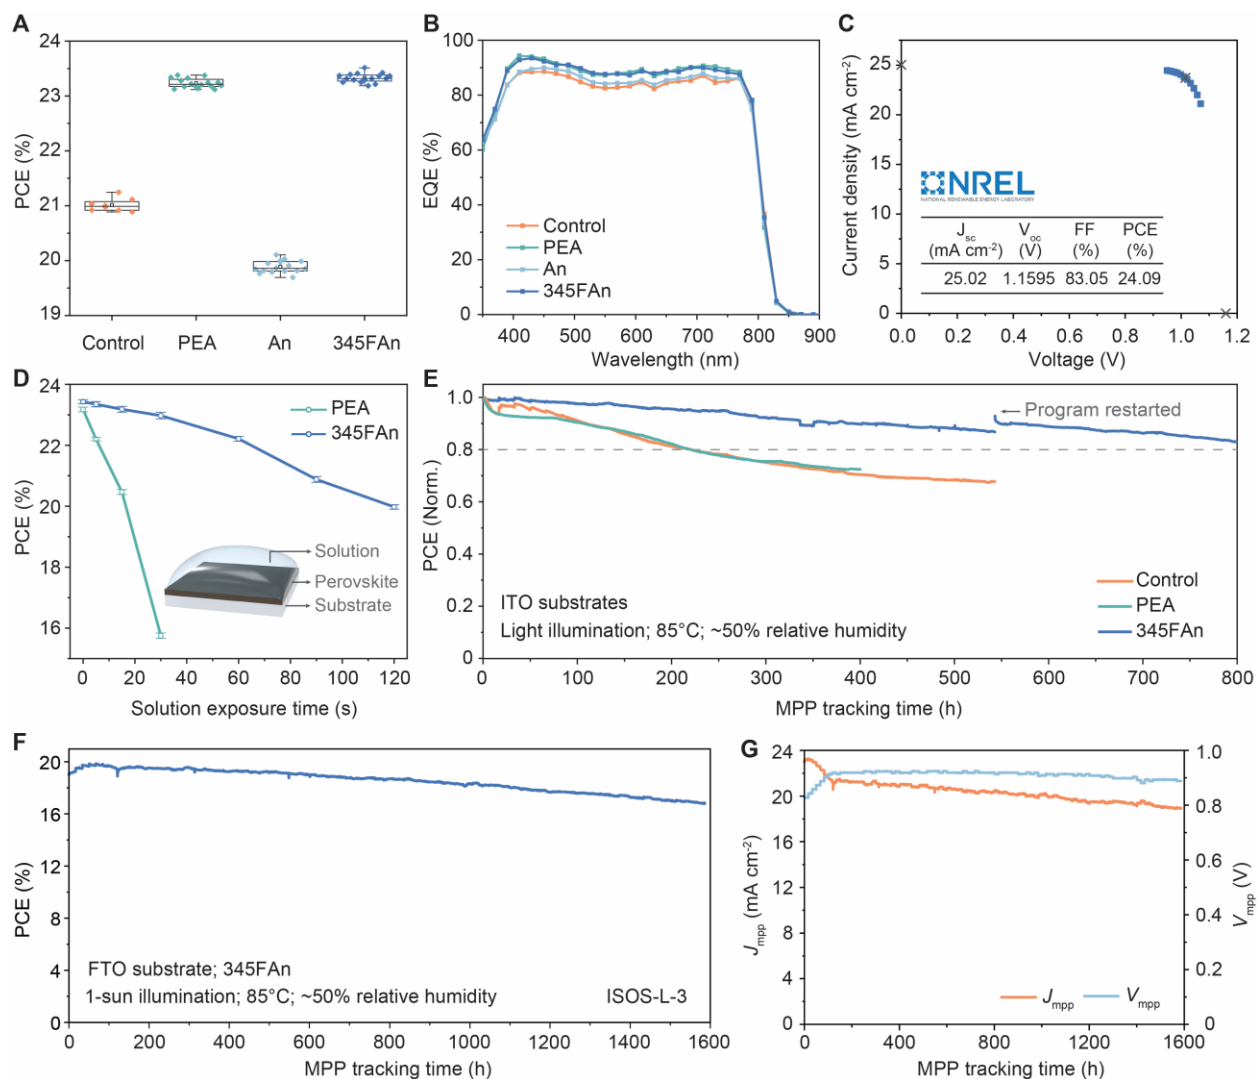 A
PCE (%)
24
23
22
21
20
19
Control
PEA
An
345FAn
B
EQE (%)
100
80
60
40
20
0
Control
PEA
An
345FAn
400
500
600
700
800
900
Wavelength (nm)
C
Current density (mA cm-2)
25
20
15
10
5
0
NREL
NATIONAL RENEWABLE ENERGY LABORATORY
Jsc Voc FF PCE
(mA cm-2) (V) (%) (%)
25.02 1.1595 83.05 24.09
0.0 0.2 0.4 0.6 0.8 1.0 1.2
Voltage (V)
D
PCE (%)
24
22
20
18
16
PEA
345FAn
Solution
Perovskite
Substrate
0 20 40 60 80 100 120
Solution exposure time (s)
E
PCE (Norm.)
1.0
0.8
0.6
0.4
0.2
0.0
Program restarted
Control
PEA
345FAn
ITO substrates
Light illumination; 85°C; ~50% relative humidity
0 100 200 300 400 500 600 700 800
MPP tracking time (h)
F
PCE (%)
20
16
12
8
4
0
FTO substrate; 345FAn
1-sun illumination; 85°C; ~50% relative humidity ISOS-L-3
0 200 400 600 800 1000 1200 1400 1600
MPP tracking time (h)
G
Jmpp (mA cm-2)
24
20
16
12
8
4
0
Jmpp Vmpp
1.0
0.8
0.6
0.4
0.2
0
Vmpp (V)
0 400 800 1200 1600
MPP tracking time (h)